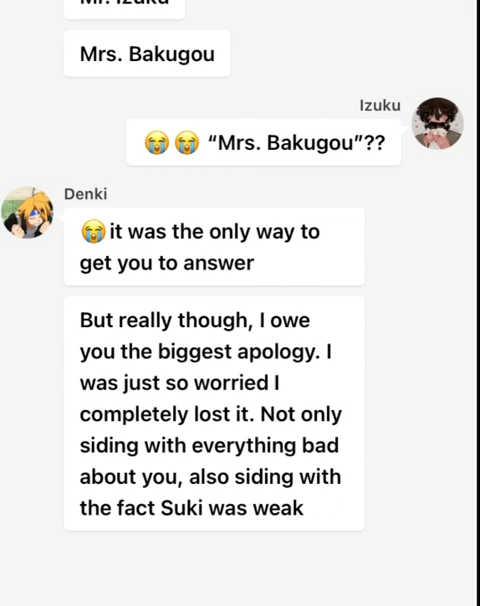 Mr. Izuku
Mrs. Bakugou
Izuku
😭😭 “Mrs. Bakugou”??
Denki
😭it was the only way to
get you to answer
But really though, I owe
you the biggest apology. I
was just so worried I
completely lost it. Not only
siding with everything bad
about you, also siding with
the fact Suki was weak